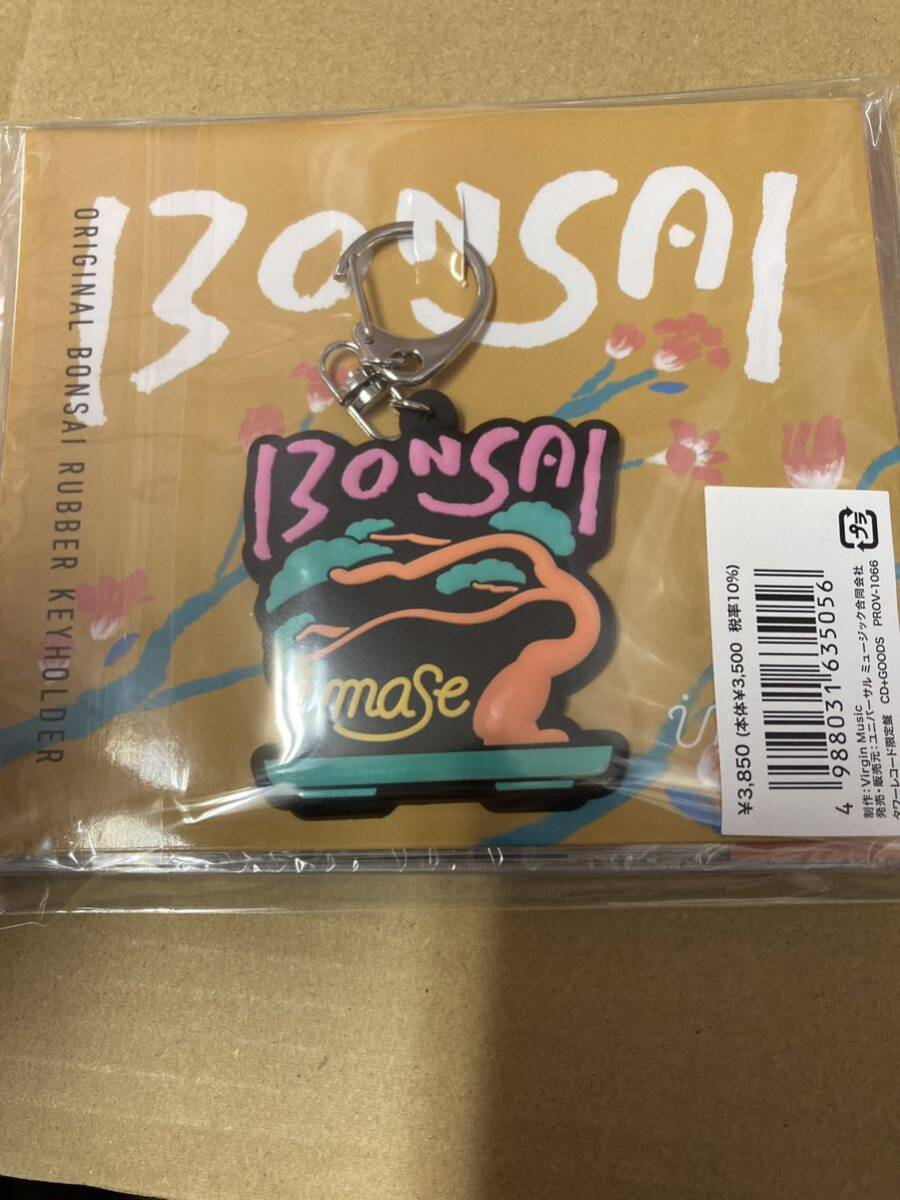 BONSAI
ORIGINAL BONSAI RUBBER KEYHOLDER
BONSAI
imase
プラ
¥3,850 (本体¥3,500 税率10%)
4 988031 635056
制作:Virgin Music
発売・販売元:ユニバーサル ミュージック合同会社
タワーレコード限定盤 CD+GOODS PROV-1066